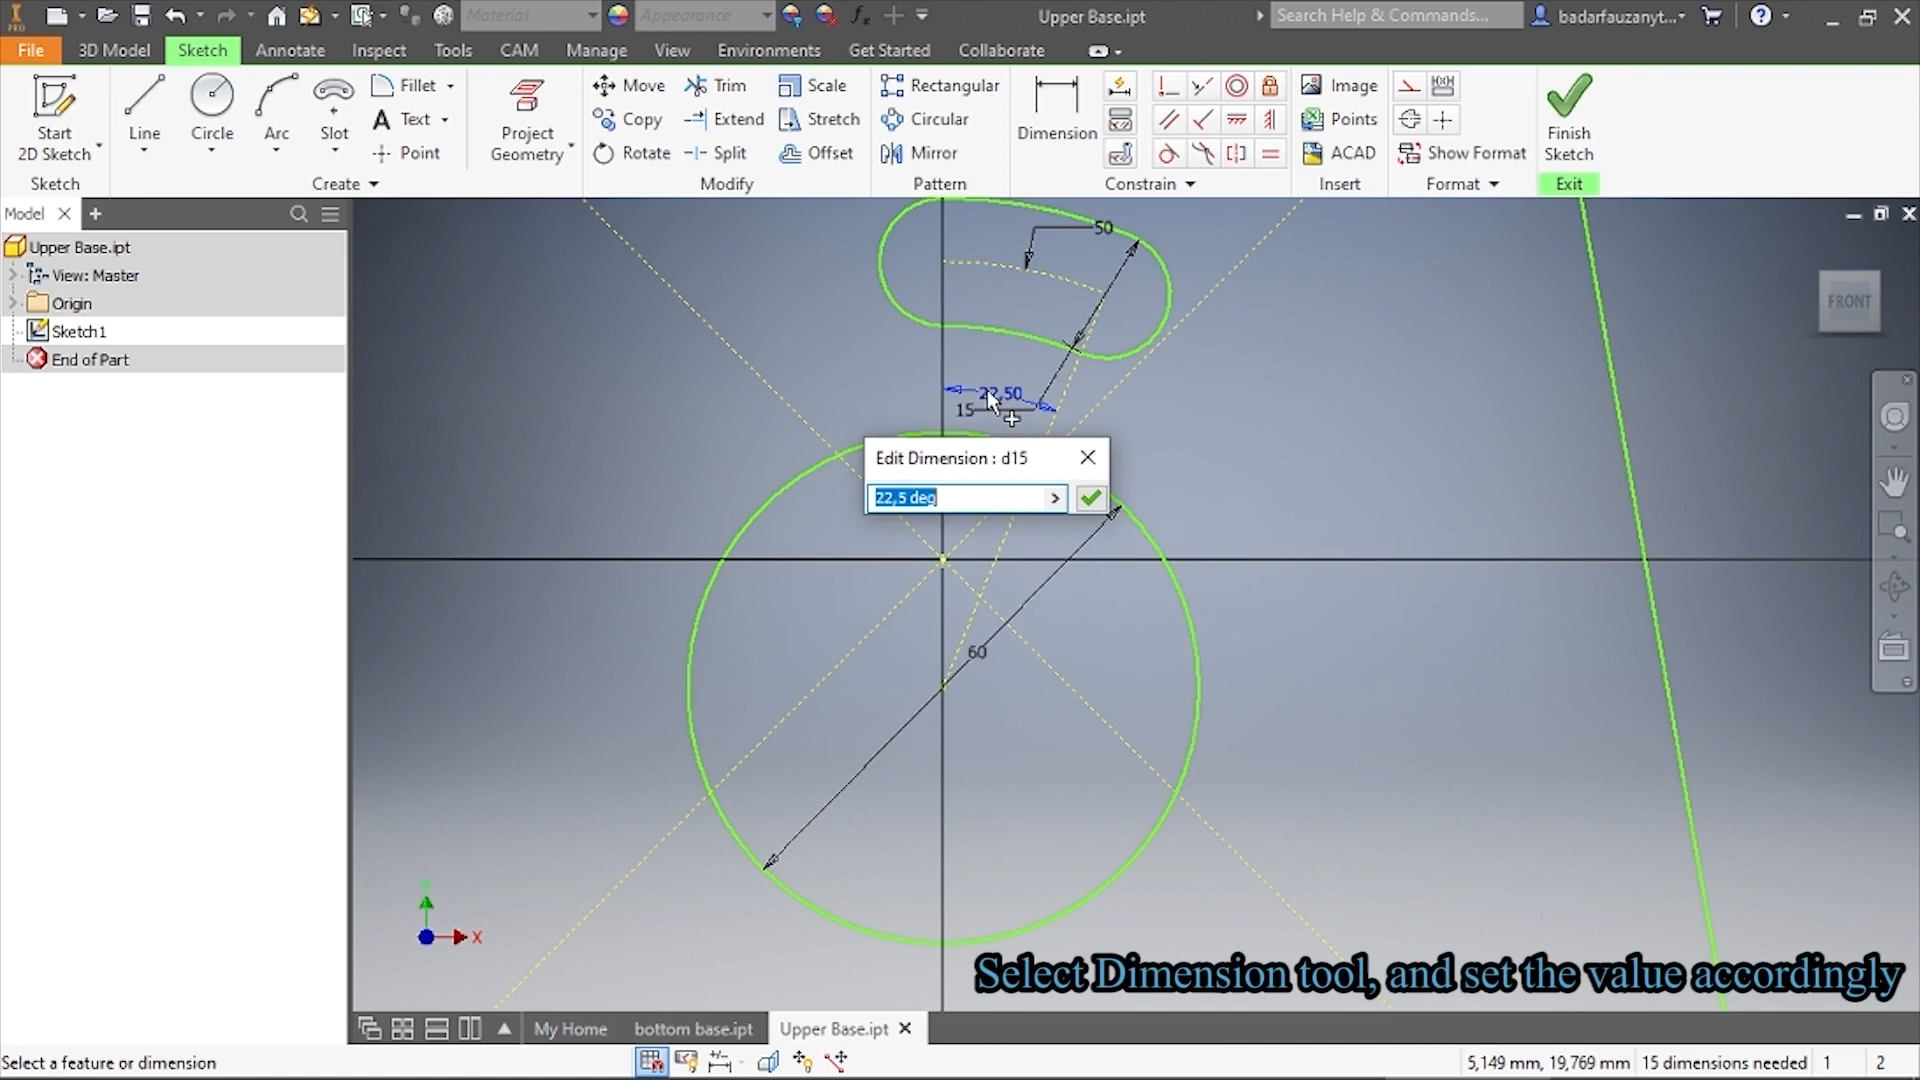 PRO
Material
Appearance
fx
Upper Base.ipt
Search Help & Commands...
badarfauzanyt...
File
3D Model
Sketch
Annotate
Inspect
Tools
CAM
Manage
View
Environments
Get Started
Collaborate
Start
2D Sketch
Line
Circle
Arc
Slot
Fillet
Text
Point
Project
Geometry
Move
Copy
Rotate
Trim
Extend
Split
Scale
Stretch
Offset
Rectangular
Circular
Mirror
Dimension
Image
Points
ACAD
Show Format
Finish
Sketch
Sketch
Create
Modify
Pattern
Constrain
Insert
Format
Exit
Model
Upper Base.ipt
View: Master
Origin
Sketch1
End of Part
FRONT
50
22,50
15
Edit Dimension : d15
22,5 deg
60
X
Select Dimension tool, and set the value accordingly
My Home
bottom base.ipt
Upper Base.ipt
Select a feature or dimension
5,149 mm, 19,769 mm
15 dimensions needed
1
2